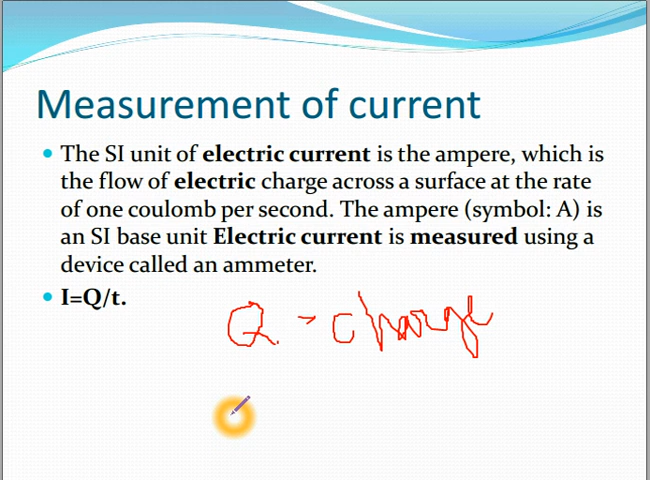 Measurement of current
• The SI unit of electric current is the ampere, which is
the flow of electric charge across a surface at the rate
of one coulomb per second. The ampere (symbol: A) is
an SI base unit Electric current is measured using a
device called an ammeter.
• I=Q/t.
Q → charge